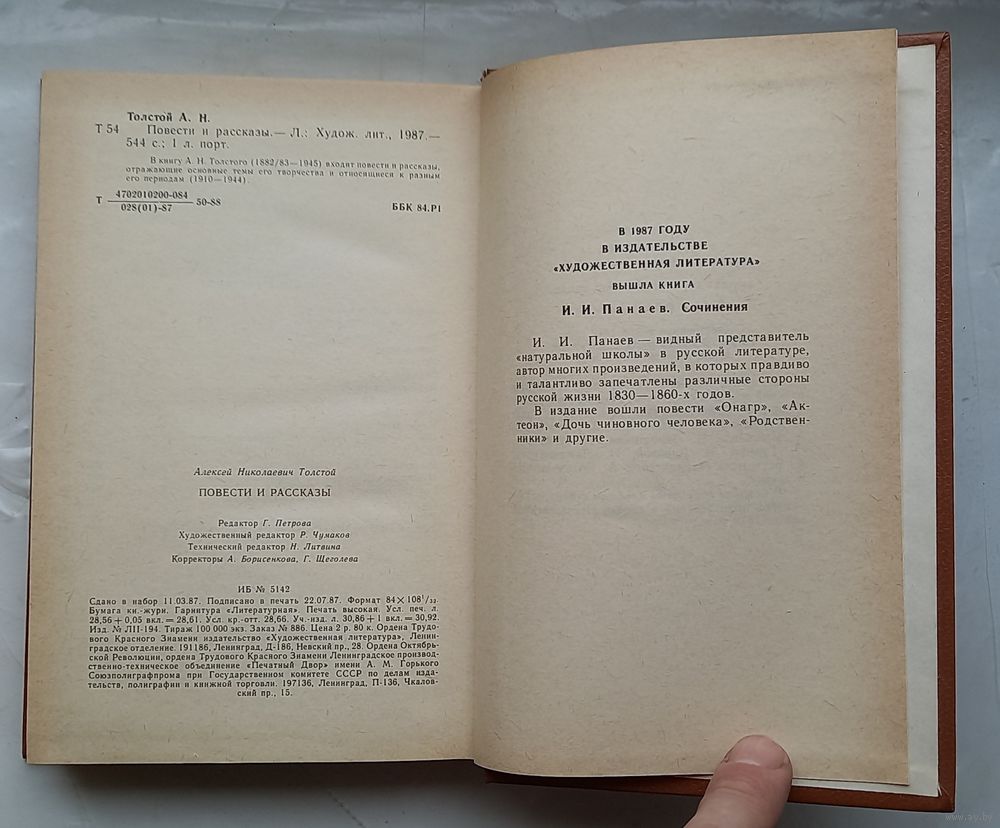 Толстой А. Н.
Т 54 Повести и рассказы.— Л.: Худож. лит., 1987.—
544 с.; 1 л. порт.
В книгу А. Н. Толстого (1882/83—1945) входят повести и рассказы,
отражающие основные темы его творчества и относящиеся к разным
его периодам (1910—1944).
Т 4702010200-084 50-88
028(01)-87
ББК 84.Р1
Алексей Николаевич Толстой
ПОВЕСТИ И РАССКАЗЫ
Редактор Г. Петрова
Художественный редактор Р. Чумаков
Технический редактор Н. Литвина
Корректоры А. Борисенкова, Г. Щеголева
ИБ № 5142
Сдано в набор 11.03.87. Подписано в печать 22.07.87. Формат 84×108¹/₃₂.
Бумага кн.-журн. Гарнитура «Литературная». Печать высокая. Усл. печ. л.
28,56+0,05 вкл.=28,61. Усл. кр.-отт. 28,66. Уч.-изд. л. 30,86+1 вкл.=30,92.
Изд. № ЛIII-194. Тираж 100 000 экз. Заказ № 886. Цена 2 р. 80 к. Ордена Трудо-
вого Красного Знамени издательство «Художественная литература», Ленин-
градское отделение. 191186, Ленинград, Д-186, Невский пр., 28. Ордена Октябрь-
ской Революции, ордена Трудового Красного Знамени Ленинградское производ-
ственно-техническое объединение «Печатный Двор» имени А. М. Горького
Союзполиграфпрома при Государственном комитете СССР по делам изда-
тельств, полиграфии и книжной торговли. 197136, Ленинград, П-136, Чкалов-
ский пр., 15.
В 1987 ГОДУ
В ИЗДАТЕЛЬСТВЕ
«ХУДОЖЕСТВЕННАЯ ЛИТЕРАТУРА»
ВЫШЛА КНИГА
И. И. Панаев. Сочинения
И. И. Панаев — видный представитель
«натуральной школы» в русской литературе,
автор многих произведений, в которых правдиво
и талантливо запечатлены различные стороны
русской жизни 1830—1860-х годов.
В издание вошли повести «Онагр», «Ак-
теон», «Дочь чиновного человека», «Родствен-
ники» и другие.
www.ay.by